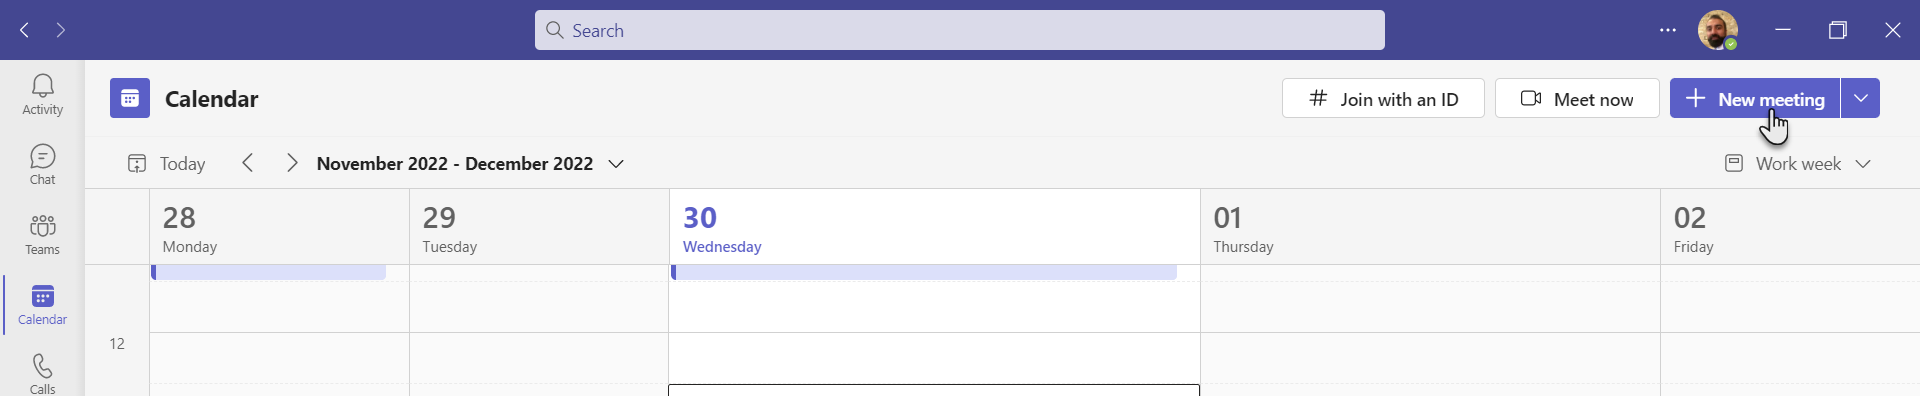 Search
Activity
Chat
Teams
Calendar
Calls
Calendar
# Join with an ID
Meet now
+ New meeting
Today
November 2022 - December 2022
Work week
28
Monday
29
Tuesday
30
Wednesday
01
Thursday
02
Friday
12